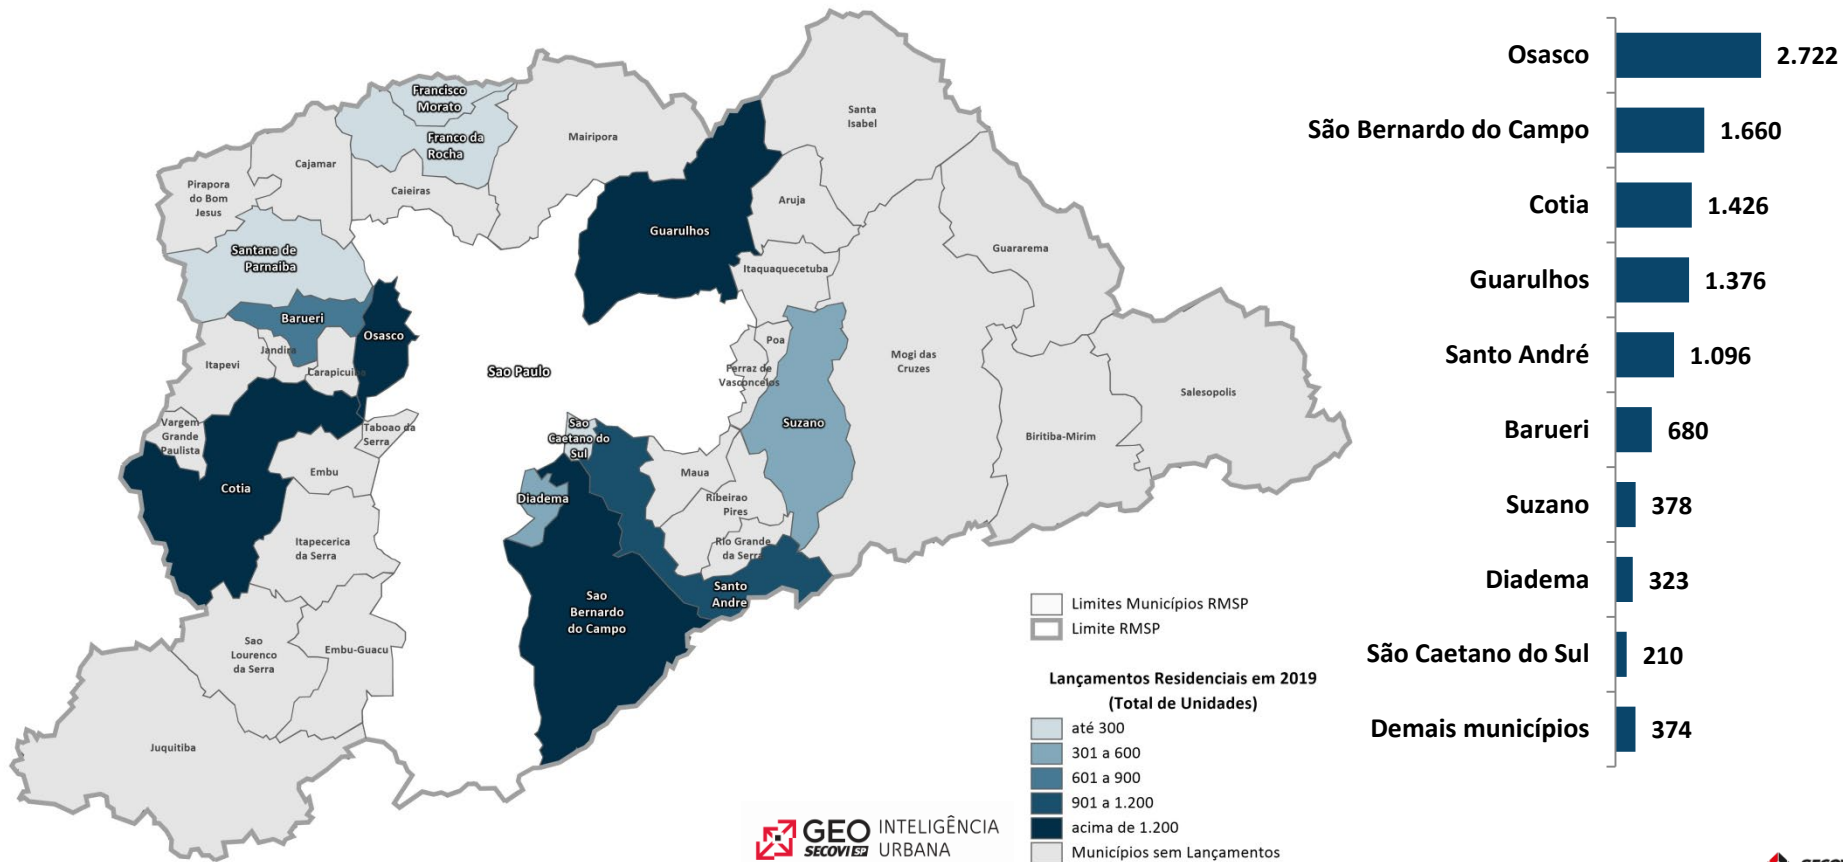 Francisco
Morato
Franco da
Rocha
Mairipora
Santa
Isabel
Cajamar
Caieiras
Pirapora
do Bom
Jesus
Aruja
Guarulhos
Santana de
Parnaiba
Guararema
Itaquaquecetuba
Barueri
Osasco
Jandira
Itapevi
Carapicuiba
Sao Paulo
Poa
Ferraz de
Vasconcelos
Mogi das
Cruzes
Salesopolis
Vargem
Grande
Paulista
Taboao da
Serra
Sao
Caetano do
Sul
Suzano
Biritiba-Mirim
Embu
Cotia
Maua
Diadema
Ribeirao
Pires
Itapecerica
da Serra
Rio Grande
da Serra
Santo
Andre
Sao
Bernardo
do Campo
Sao
Lourenco
da Serra
Embu-Guacu
Juquitiba
Limites Municípios RMSP
Limite RMSP
Lançamentos Residenciais em 2019
(Total de Unidades)
até 300
301 a 600
601 a 900
901 a 1.200
acima de 1.200
Municípios sem Lançamentos
GEO INTELIGÊNCIA
SECOVI SP URBANA
Osasco 2.722
São Bernardo do Campo 1.660
Cotia 1.426
Guarulhos 1.376
Santo André 1.096
Barueri 680
Suzano 378
Diadema 323
São Caetano do Sul 210
Demais municípios 374